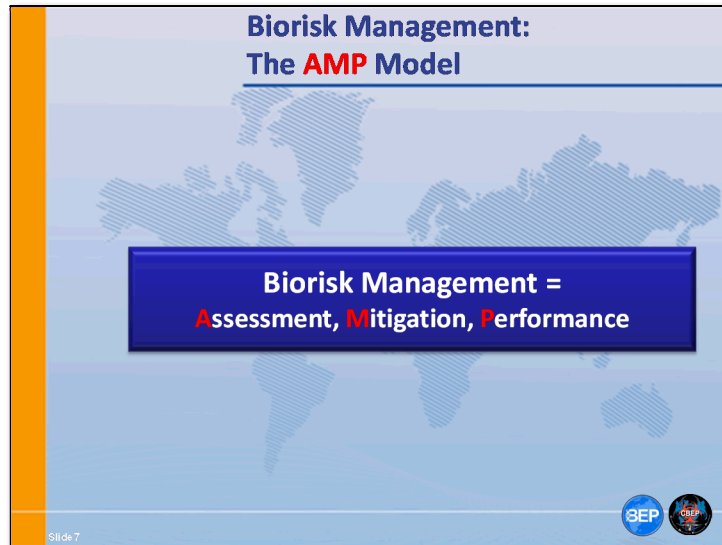 Biorisk Management:
The AMP Model
Biorisk Management =
Assessment, Mitigation, Performance
Slide 7
BEP
CBEP